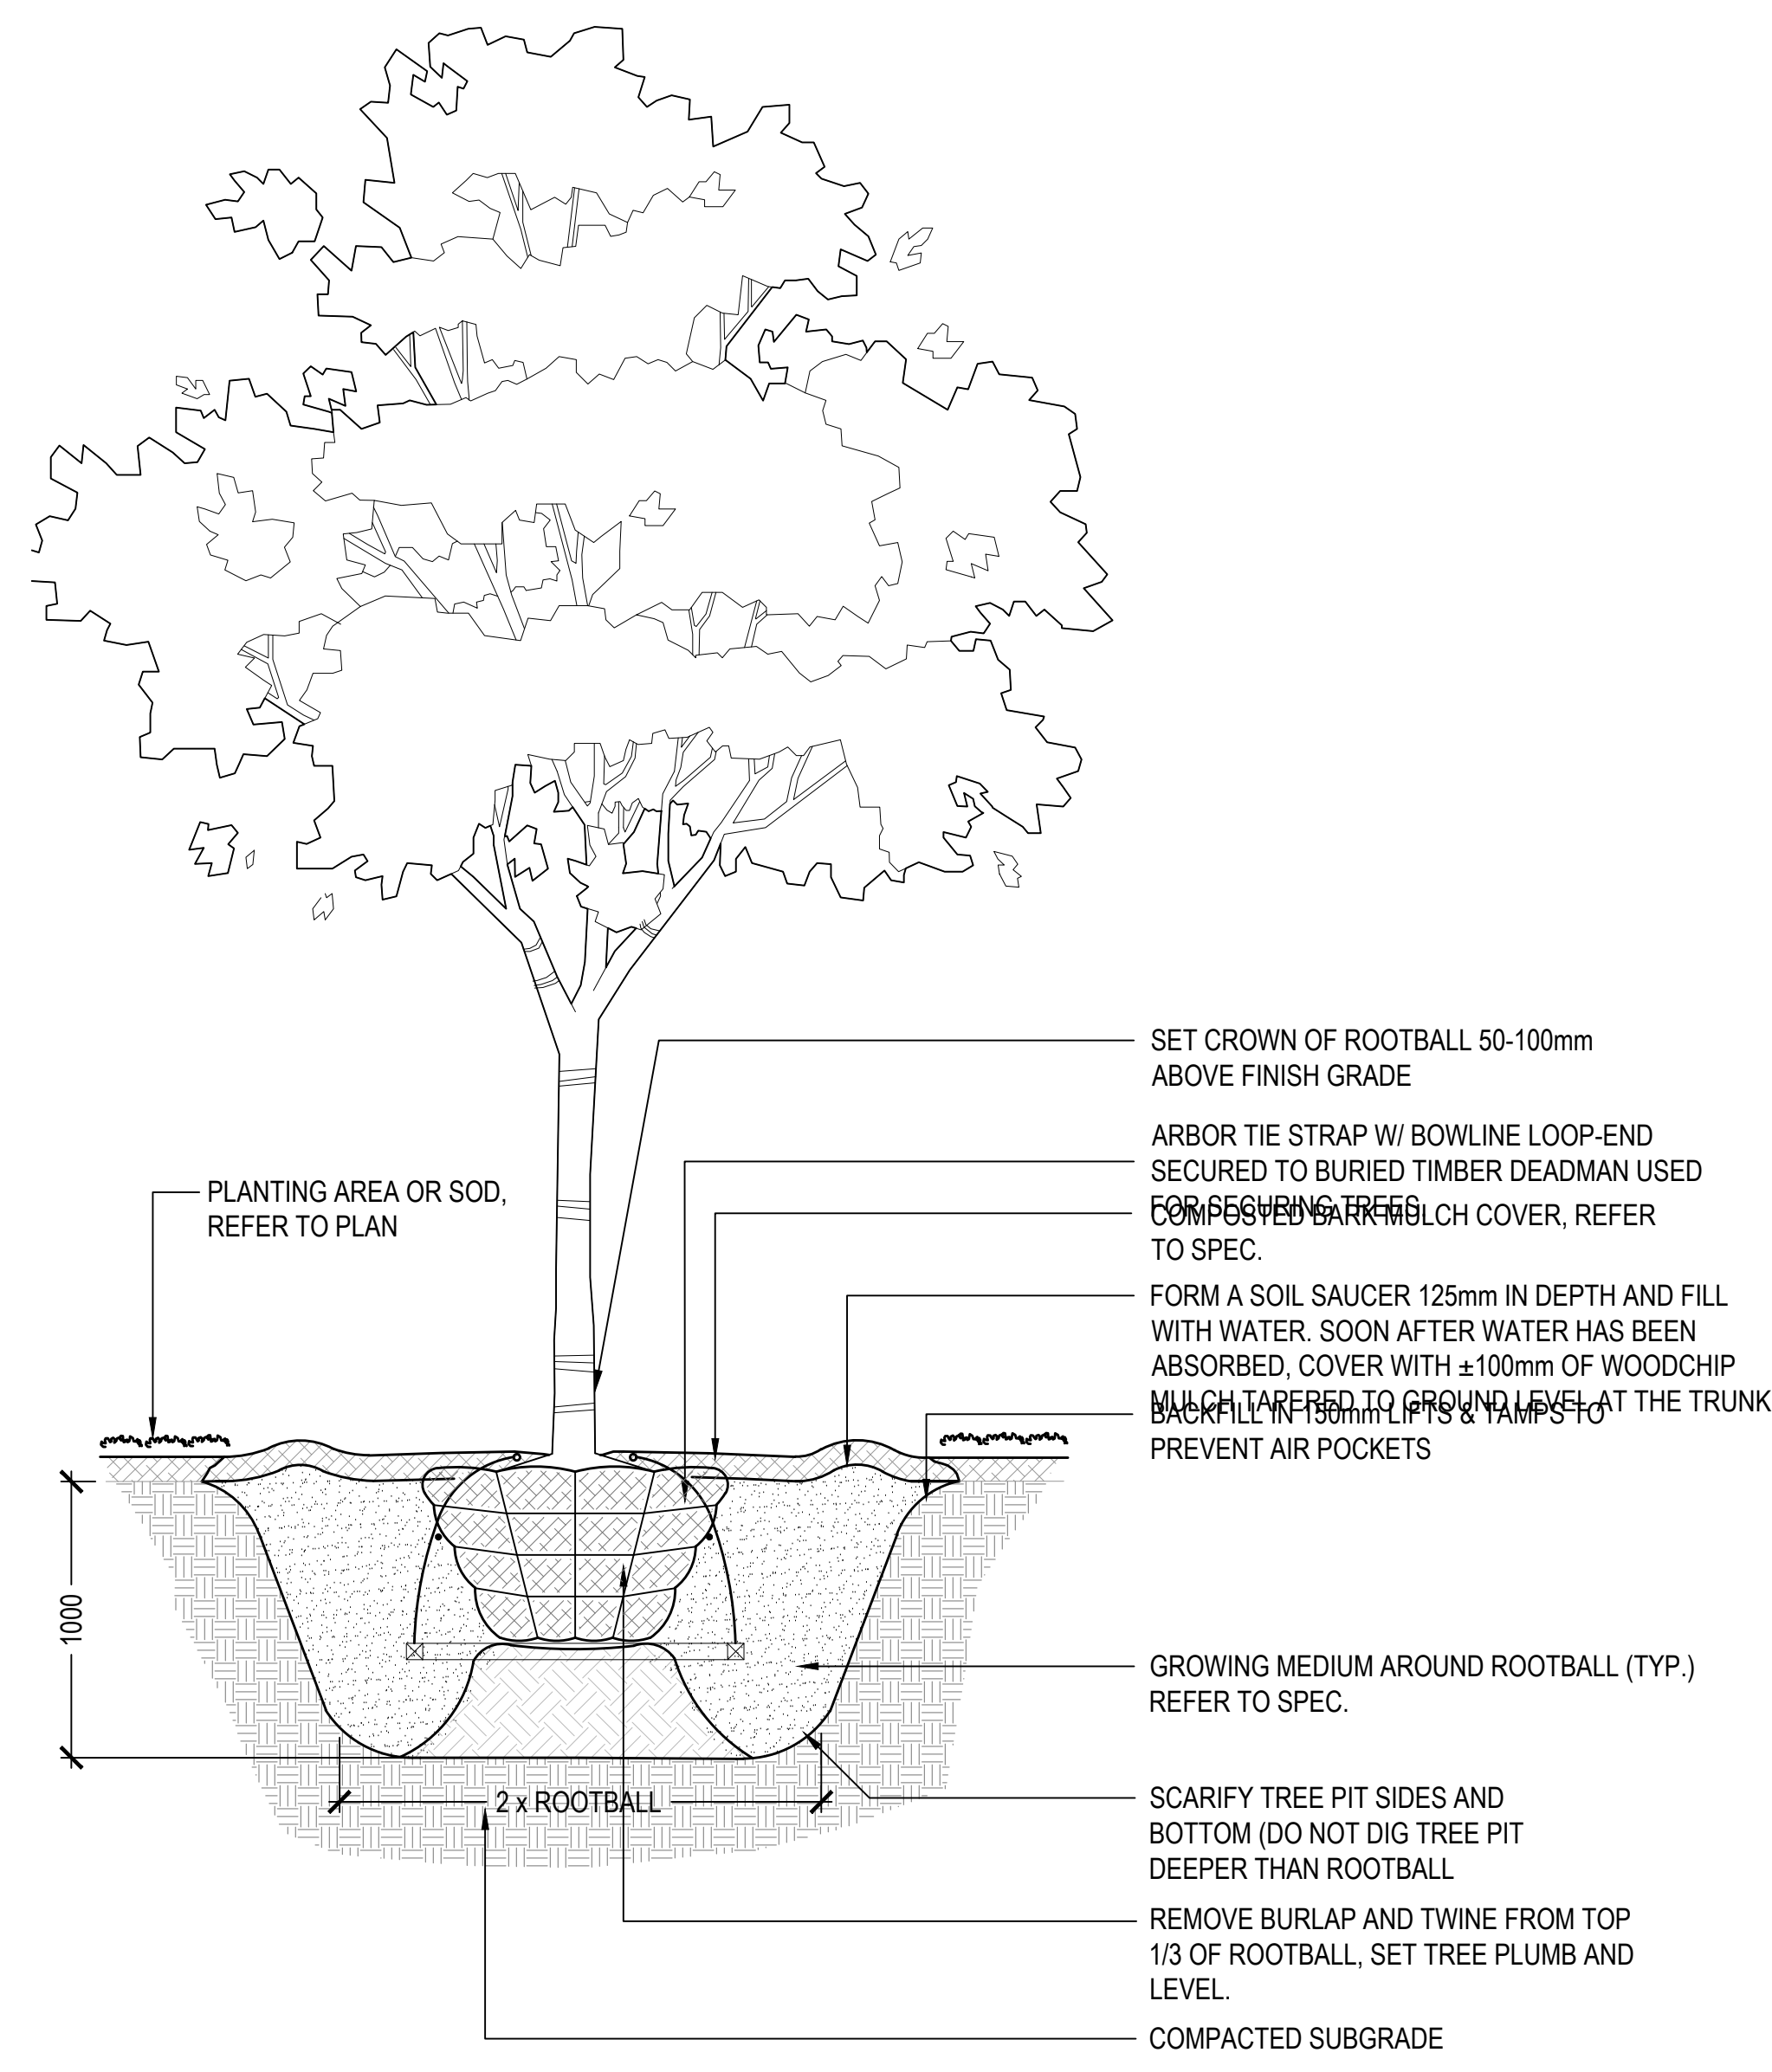 SET CROWN OF ROOTBALL 50-100mm
ABOVE FINISH GRADE
ARBOR TIE STRAP W/ BOWLINE LOOP-END
SECURED TO BURIED TIMBER DEADMAN USED
FOR SECURING TREES.
COMPOSTED BARK MULCH COVER, REFER
TO SPEC.
PLANTING AREA OR SOD,
REFER TO PLAN
FORM A SOIL SAUCER 125mm IN DEPTH AND FILL
WITH WATER. SOON AFTER WATER HAS BEEN
ABSORBED, COVER WITH ±100mm OF WOODCHIP
MULCH TAPERED TO GROUND LEVEL AT THE TRUNK
BACKFILL IN 150mm LIFTS & TAMPS TO
PREVENT AIR POCKETS
1000
GROWING MEDIUM AROUND ROOTBALL (TYP.)
REFER TO SPEC.
2 x ROOTBALL
SCARIFY TREE PIT SIDES AND
BOTTOM (DO NOT DIG TREE PIT
DEEPER THAN ROOTBALL
REMOVE BURLAP AND TWINE FROM TOP
1/3 OF ROOTBALL, SET TREE PLUMB AND
LEVEL.
COMPACTED SUBGRADE